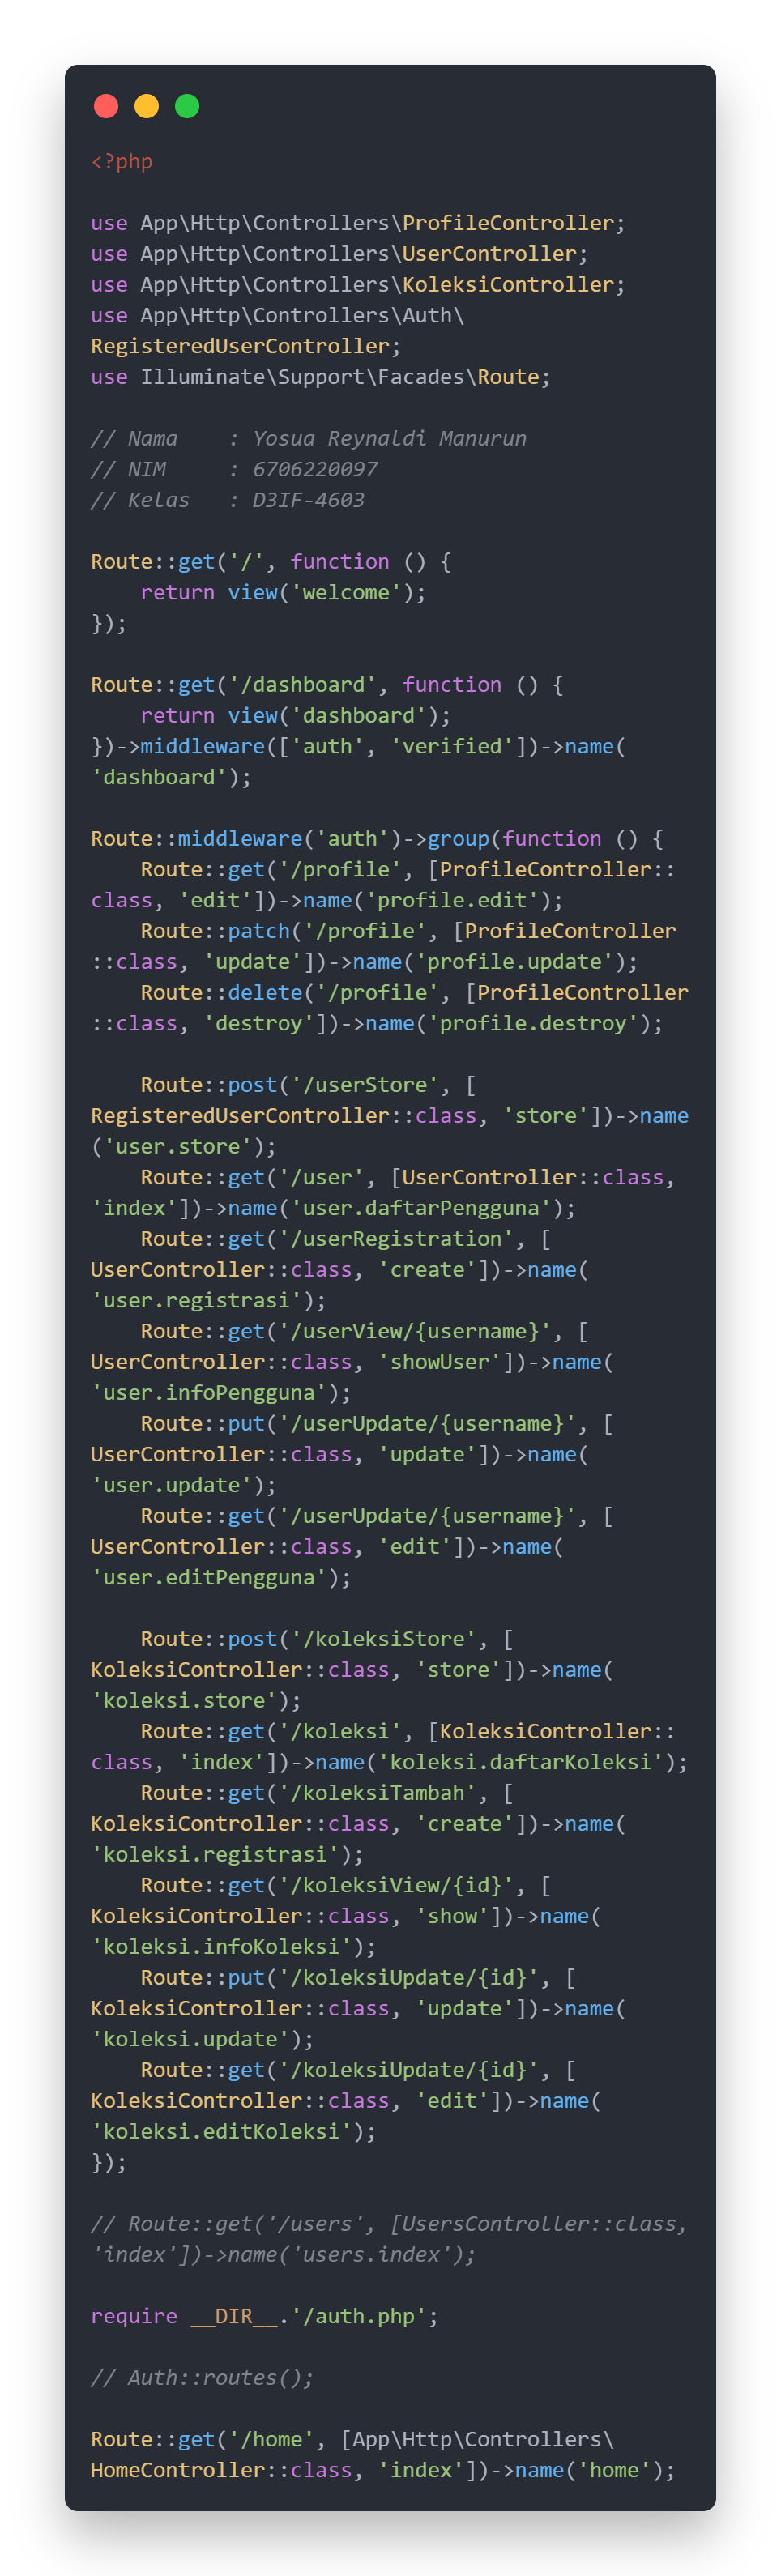 <?php

use App\Http\Controllers\ProfileController;
use App\Http\Controllers\UserController;
use App\Http\Controllers\KoleksiController;
use App\Http\Controllers\Auth\
RegisteredUserController;
use Illuminate\Support\Facades\Route;

// Nama    : Yosua Reynaldi Manurun
// NIM     : 6706220097
// Kelas   : D3IF-4603

Route::get('/', function () {
    return view('welcome');
});

Route::get('/dashboard', function () {
    return view('dashboard');
})->middleware(['auth', 'verified'])->name(
'dashboard');

Route::middleware('auth')->group(function () {
    Route::get('/profile', [ProfileController::
class, 'edit'])->name('profile.edit');
    Route::patch('/profile', [ProfileController
::class, 'update'])->name('profile.update');
    Route::delete('/profile', [ProfileController
::class, 'destroy'])->name('profile.destroy');

    Route::post('/userStore', [
RegisteredUserController::class, 'store'])->name
('user.store');
    Route::get('/user', [UserController::class,
'index'])->name('user.daftarPengguna');
    Route::get('/userRegistration', [
UserController::class, 'create'])->name(
'user.registrasi');
    Route::get('/userView/{username}', [
UserController::class, 'showUser'])->name(
'user.infoPengguna');
    Route::put('/userUpdate/{username}', [
UserController::class, 'update'])->name(
'user.update');
    Route::get('/userUpdate/{username}', [
UserController::class, 'edit'])->name(
'user.editPengguna');

    Route::post('/koleksiStore', [
KoleksiController::class, 'store'])->name(
'koleksi.store');
    Route::get('/koleksi', [KoleksiController::
class, 'index'])->name('koleksi.daftarKoleksi');
    Route::get('/koleksiTambah', [
KoleksiController::class, 'create'])->name(
'koleksi.registrasi');
    Route::get('/koleksiView/{id}', [
KoleksiController::class, 'show'])->name(
'koleksi.infoKoleksi');
    Route::put('/koleksiUpdate/{id}', [
KoleksiController::class, 'update'])->name(
'koleksi.update');
    Route::get('/koleksiUpdate/{id}', [
KoleksiController::class, 'edit'])->name(
'koleksi.editKoleksi');
});

// Route::get('/users', [UsersController::class,
'index'])->name('users.index');

require __DIR__.'/auth.php';

// Auth::routes();

Route::get('/home', [App\Http\Controllers\
HomeController::class, 'index'])->name('home');